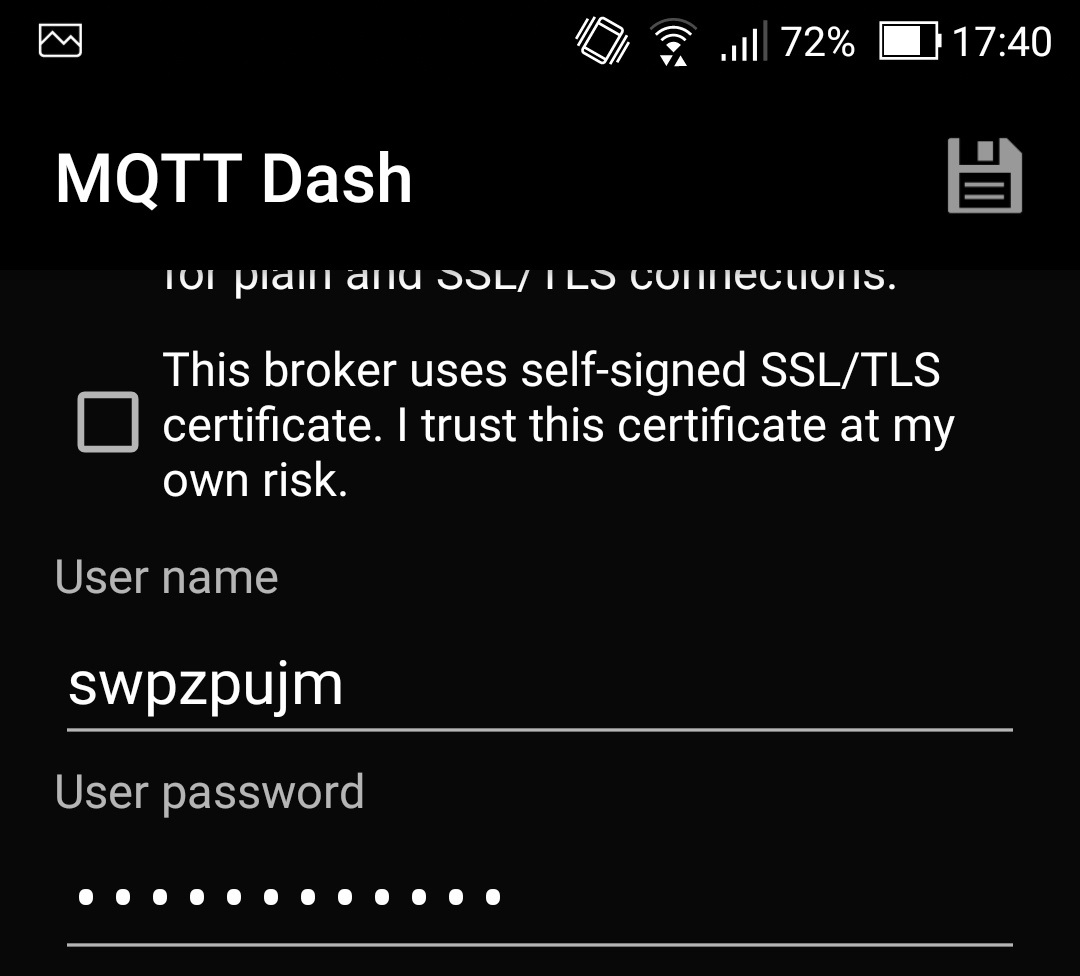 72% 17:40
MQTT Dash
for plain and SSL/TLS connections.
This broker uses self-signed SSL/TLS
certificate. I trust this certificate at my
own risk.
User name
swpzpujm
User password
••••••••••••